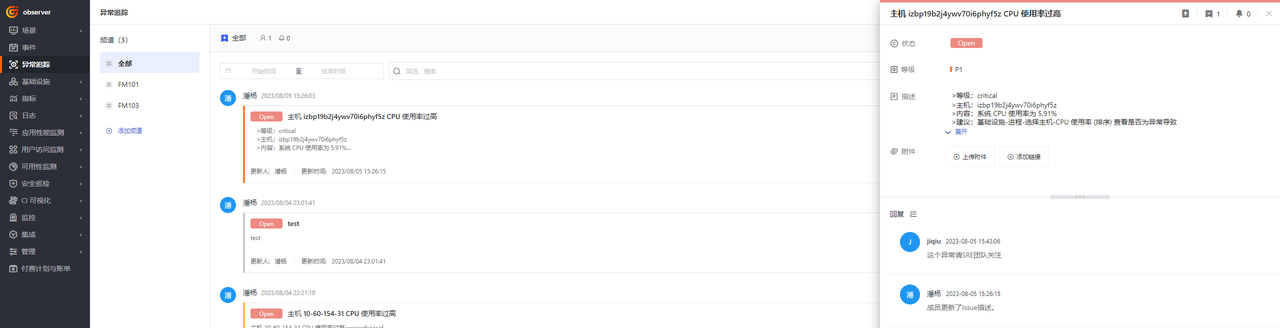 observer
场景
事件
异常追踪
基础设施
指标
日志
应用性能监测
用户访问监测
可用性监测
安全巡检
CI 可视化
监控
集成
管理
付费计划与账单
异常追踪
频道（3）
# 全部
# FM101
# FM103
添加频道
全部 1 0
开始时间 至 结束时间
筛选、搜索
潘 潘杨 2023/08/05 15:26:03
Open 主机 izbp19b2j4ywv70i6phyf5z CPU 使用率过高
>等级：critical
>主机：izbp19b2j4ywv70i6phyf5z
>内容：系统 CPU 使用率为 5.91%...
更新人：潘杨 更新时间：2023/08/05 15:26:15
潘 潘杨 2023/08/04 23:01:41
Open test
test
更新人：潘杨 更新时间：2023/08/04 23:01:41
潘 潘杨 2023/08/04 22:21:18
Open 主机 10-60-154-31 CPU 使用率过高
主机 izbp19b2j4ywv70i6phyf5z CPU 使用率过高
1 0
状态 Open
等级 P1
描述
>等级：critical
>主机：izbp19b2j4ywv70i6phyf5z
>内容：系统 CPU 使用率为 5.91%
>建议：基础设施-进程-选择主机-CPU 使用率 (排序) 查看是否为异常导致
展开
附件 上传附件 添加链接
回复
J jiqiu 2023-08-05 15:43:06
这个异常请SRE团队关注
潘 潘杨 2023-08-05 15:26:15
成员更新了Issue描述。